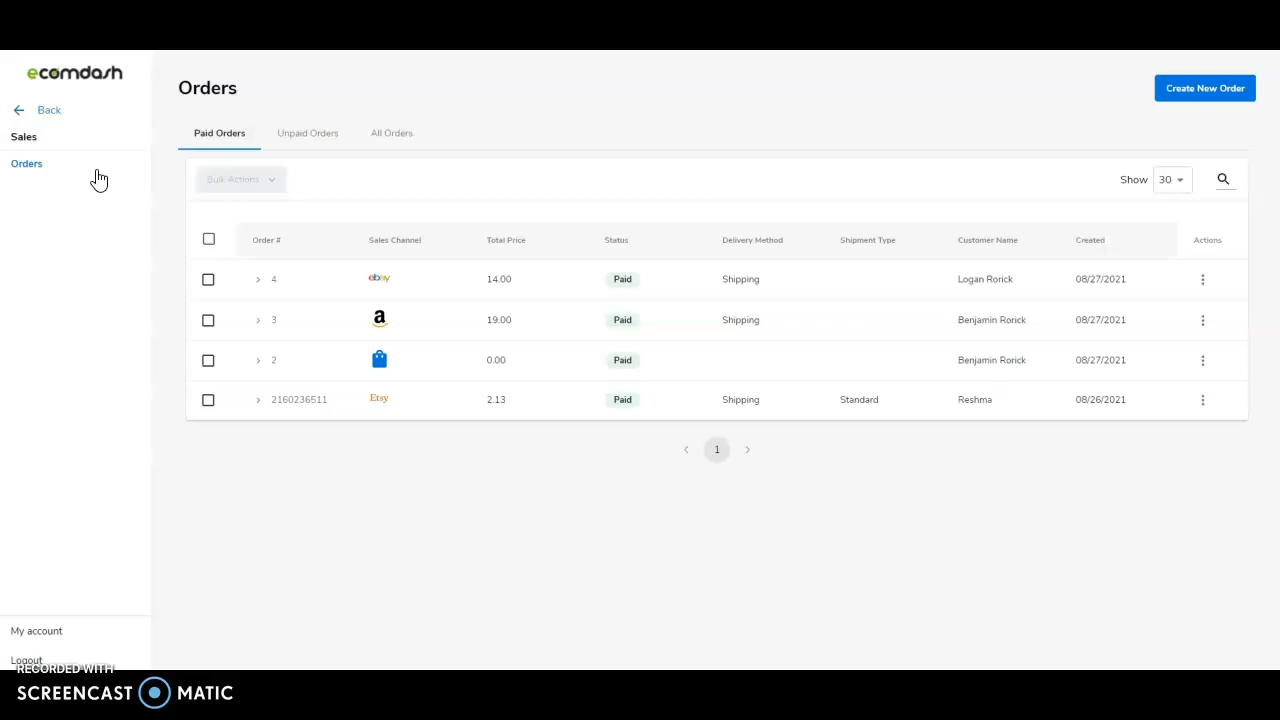 ecomdash
Back
Sales
Orders
My account
Logout
Orders
Create New Order
Paid Orders Unpaid Orders All Orders
Bulk Actions Show 30
Order # Sales Channel Total Price Status Delivery Method Shipment Type Customer Name Created Actions
4 ebay 14.00 Paid Shipping Logan Rorick 08/27/2021
3 a 19.00 Paid Shipping Benjamin Rorick 08/27/2021
2 0.00 Paid Benjamin Rorick 08/27/2021
2160236511 Etsy 2.13 Paid Shipping Standard Reshma 08/26/2021
1
RECORDED WITH
SCREENCAST MATIC